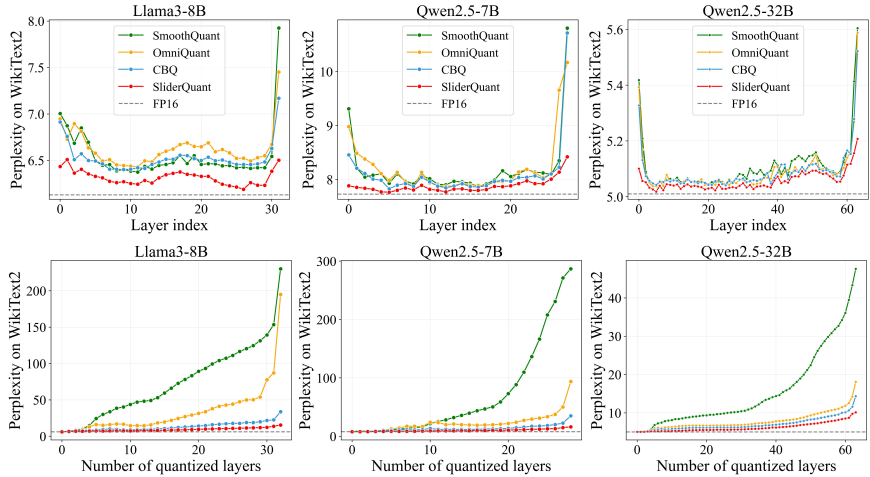 Llama3-8B
Qwen2.5-7B
Qwen2.5-32B
Perplexity on WikiText2
8.0
7.5
7.0
6.5
SmoothQuant
OmniQuant
CBQ
SliderQuant
FP16
0
10
20
30
Layer index
Perplexity on WikiText2
10
9
8
SmoothQuant
OmniQuant
CBQ
SliderQuant
FP16
0
10
20
Layer index
Perplexity on WikiText2
5.6
5.4
5.2
5.0
SmoothQuant
OmniQuant
CBQ
SliderQuant
FP16
0
20
40
60
Layer index
Llama3-8B
Qwen2.5-7B
Qwen2.5-32B
Perplexity on WikiText2
200
150
100
50
0
0
10
20
30
Number of quantized layers
Perplexity on WikiText2
300
200
100
0
0
10
20
Number of quantized layers
Perplexity on WikiText2
40
30
20
10
0
20
40
60
Number of quantized layers